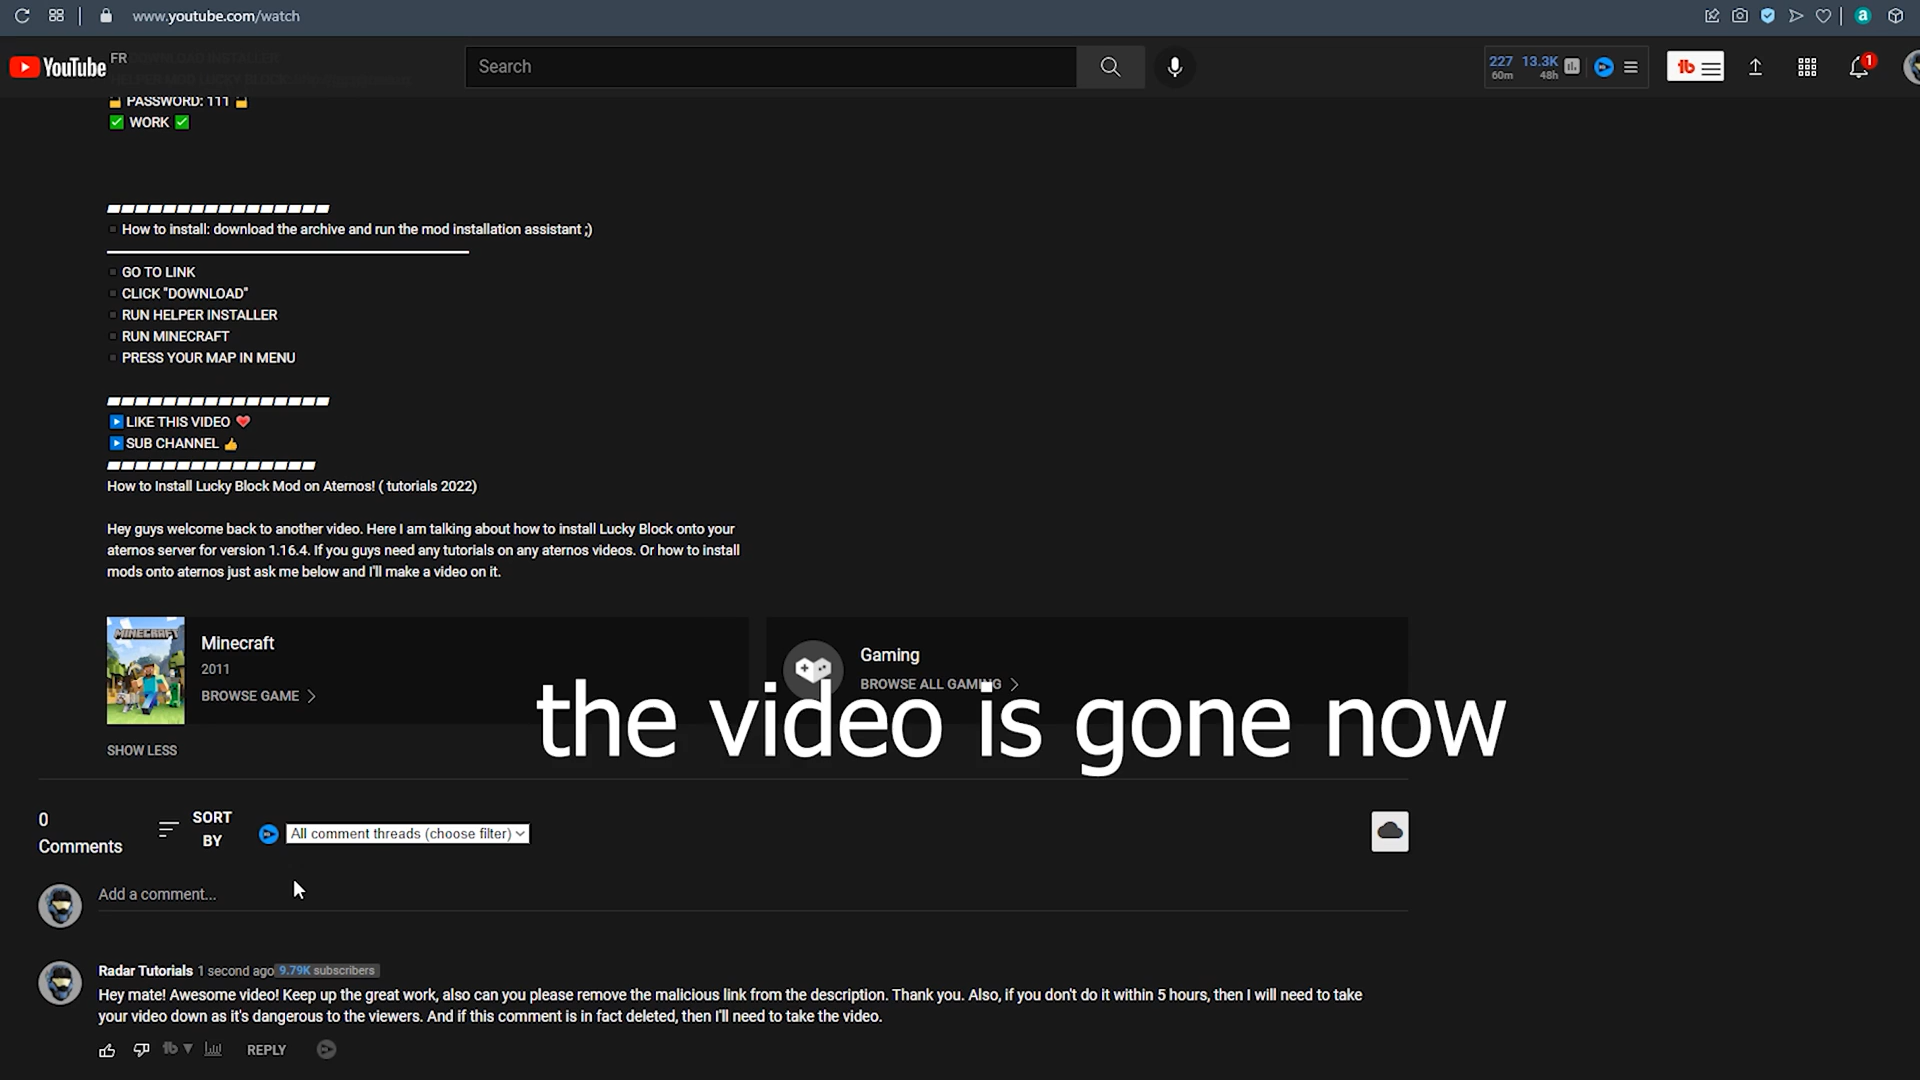 www.youtube.com/watch
YouTube FR
Search
227 60m 13.3K 48h
tb
1
a
PASSWORD: 111
✅ WORK ✅
How to install: download the archive and run the mod installation assistant ;)
GO TO LINK
CLICK "DOWNLOAD"
RUN HELPER INSTALLER
RUN MINECRAFT
PRESS YOUR MAP IN MENU
LIKE THIS VIDEO
SUB CHANNEL
How to Install Lucky Block Mod on Aternos! ( tutorials 2022)
Hey guys welcome back to another video. Here I am talking about how to install Lucky Block onto your
aternos server for version 1.16.4. If you guys need any tutorials on any aternos videos. Or how to install
mods onto aternos just ask me below and I'll make a video on it.
MINECRAFT
Minecraft
2011
BROWSE GAME
Gaming
BROWSE ALL GAMING
the video is gone now
SHOW LESS
0
Comments
SORT
BY
All comment threads (choose filter)
Add a comment...
Radar Tutorials 1 second ago 9.79K subscribers
Hey mate! Awesome video! Keep up the great work, also can you please remove the malicious link from the description. Thank you. Also, if you don't do it within 5 hours, then I will need to take
your video down as it's dangerous to the viewers. And if this comment is in fact deleted, then I'll need to take the video.
tb
REPLY